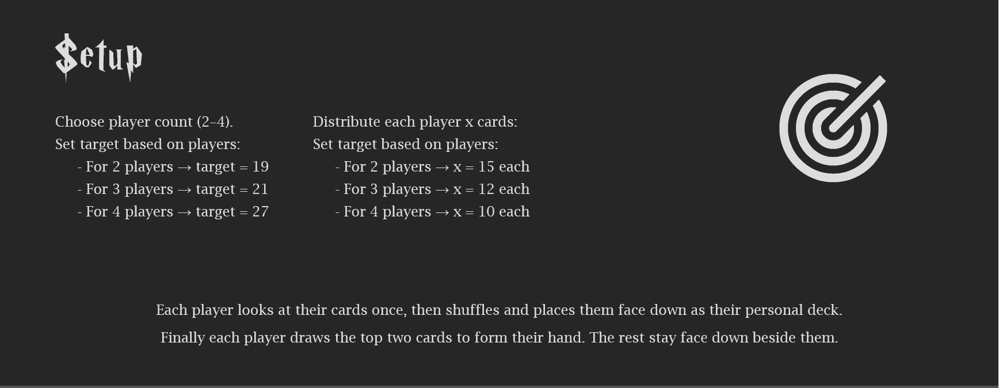 $etup
Choose player count (2–4).
Set target based on players:
- For 2 players → target = 19
- For 3 players → target = 21
- For 4 players → target = 27
Distribute each player x cards:
Set target based on players:
- For 2 players → x = 15 each
- For 3 players → x = 12 each
- For 4 players → x = 10 each
Each player looks at their cards once, then shuffles and places them face down as their personal deck.
Finally each player draws the top two cards to form their hand. The rest stay face down beside them.